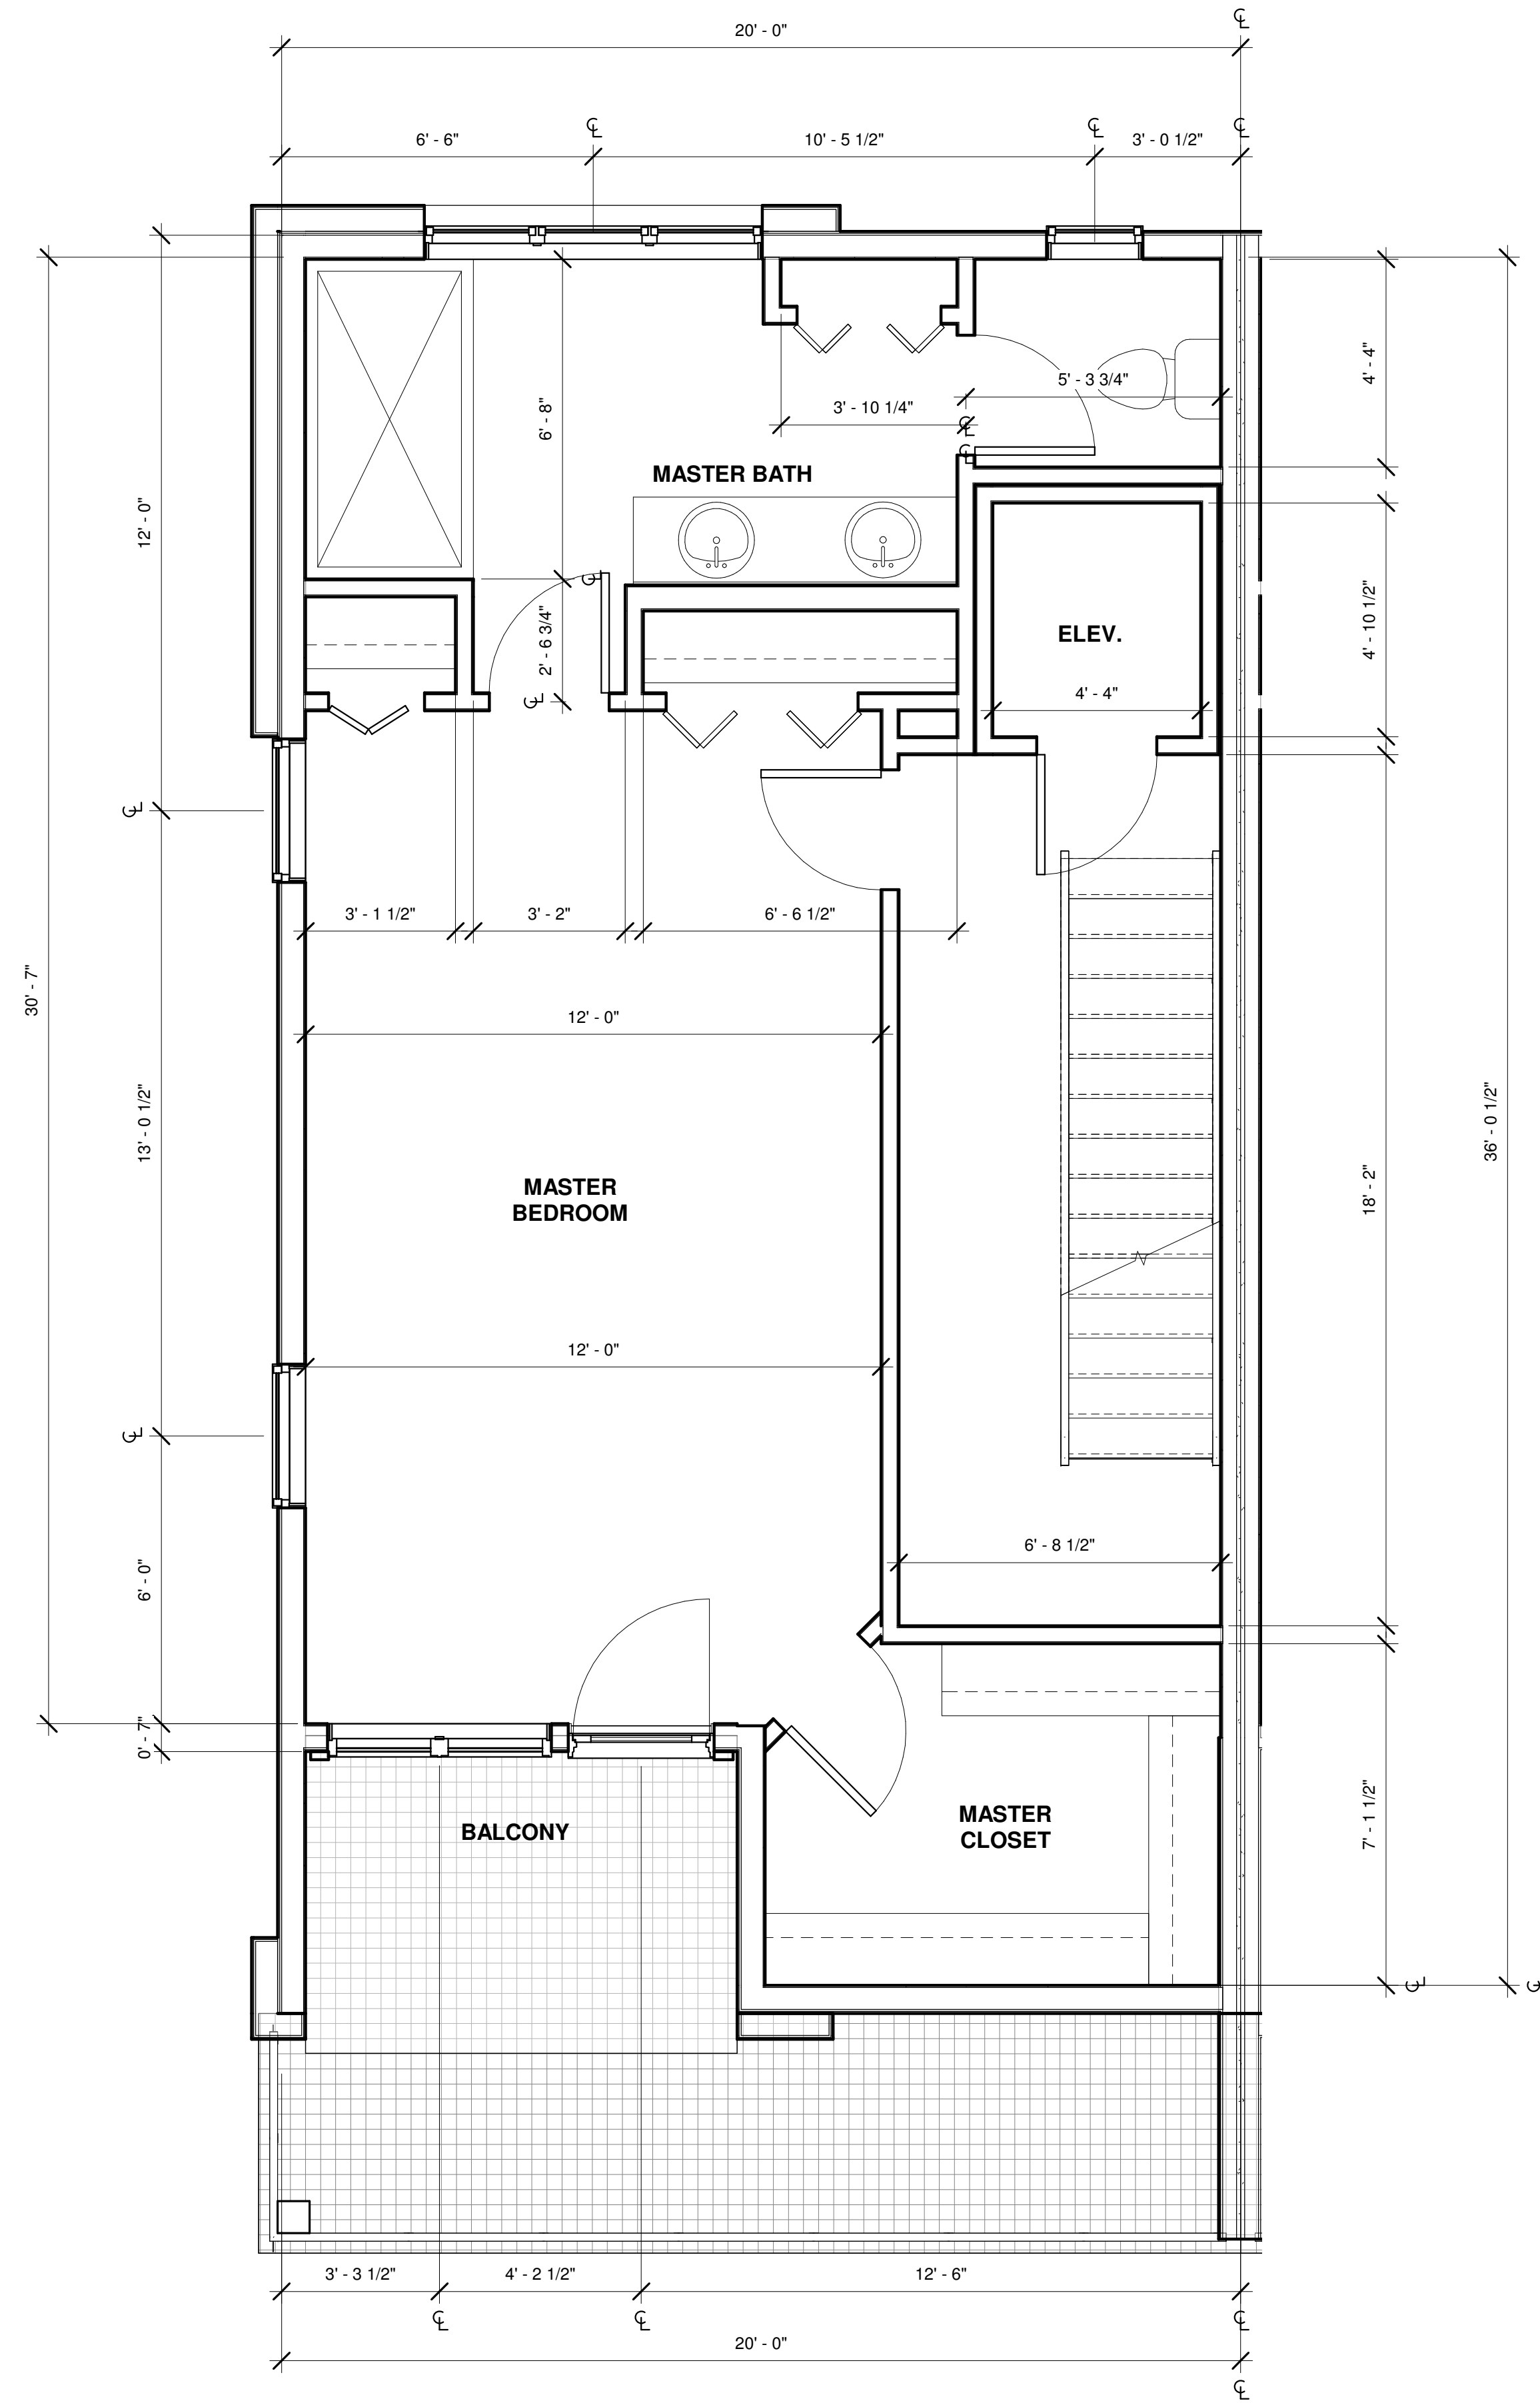 20' - 0"
6' - 6"
10' - 5 1/2"
3' - 0 1/2"
4' - 4"
5' - 3 3/4"
3' - 10 1/4"
6' - 8"
MASTER BATH
12' - 0"
4' - 10 1/2"
ELEV.
2' - 6 3/4"
4' - 4"
3' - 1 1/2"
3' - 2"
6' - 6 1/2"
30' - 7"
12' - 0"
13' - 0 1/2"
36' - 0 1/2"
MASTER
BEDROOM
18' - 2"
12' - 0"
6' - 8 1/2"
6' - 0"
0' - 7"
BALCONY
MASTER
CLOSET
7' - 1 1/2"
3' - 3 1/2"
4' - 2 1/2"
12' - 6"
20' - 0"